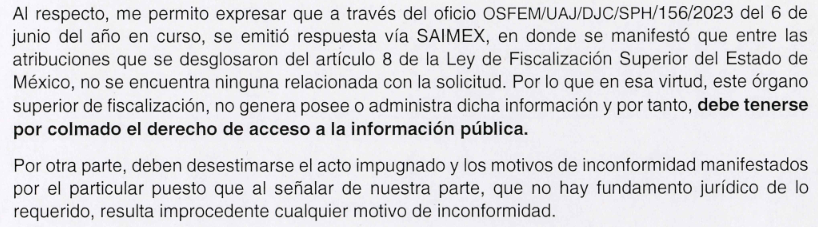 Al respecto, me permito expresar que a través del oficio OSFEM/UAJ/DJC/SPH/156/2023 del 6 de
junio del año en curso, se emitió respuesta vía SAIMEX, en donde se manifestó que entre las
atribuciones que se desglosaron del artículo 8 de la Ley de Fiscalización Superior del Estado de
México, no se encuentra ninguna relacionada con la solicitud. Por lo que en esa virtud, este órgano
superior de fiscalización, no genera posee o administra dicha información y por tanto, debe tenerse
por colmado el derecho de acceso a la información pública.
Por otra parte, deben desestimarse el acto impugnado y los motivos de inconformidad manifestados
por el particular puesto que al señalar de nuestra parte, que no hay fundamento jurídico de lo
requerido, resulta improcedente cualquier motivo de inconformidad.